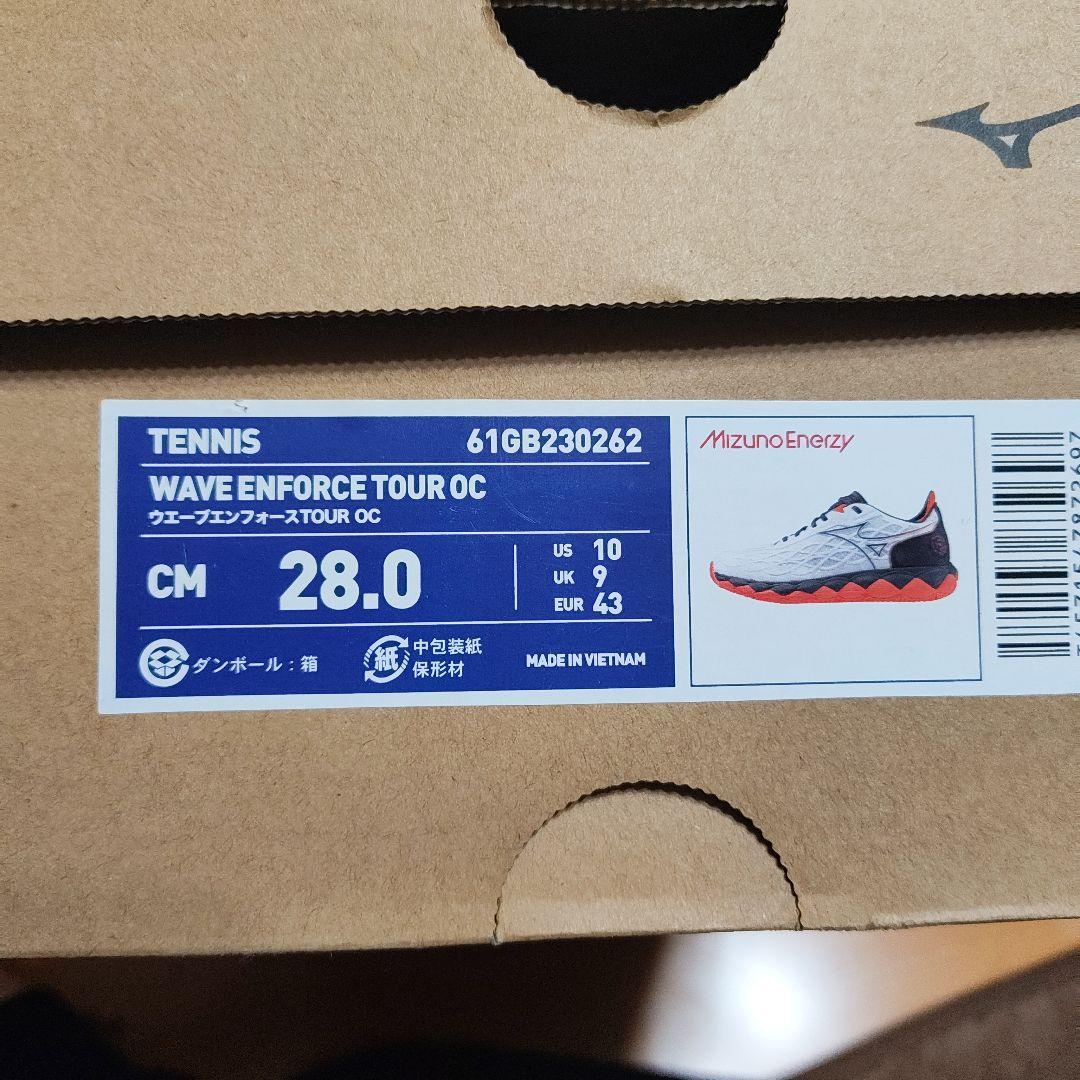 TENNIS 61GB230262
WAVE ENFORCE TOUR OC
ウエーブエンフォースTOUR OC
CM 28.0
US 10
UK 9
EUR 43
ダンボール:箱
紙 中包装紙
保形材
MADE IN VIETNAM
Mizuno Enerzy